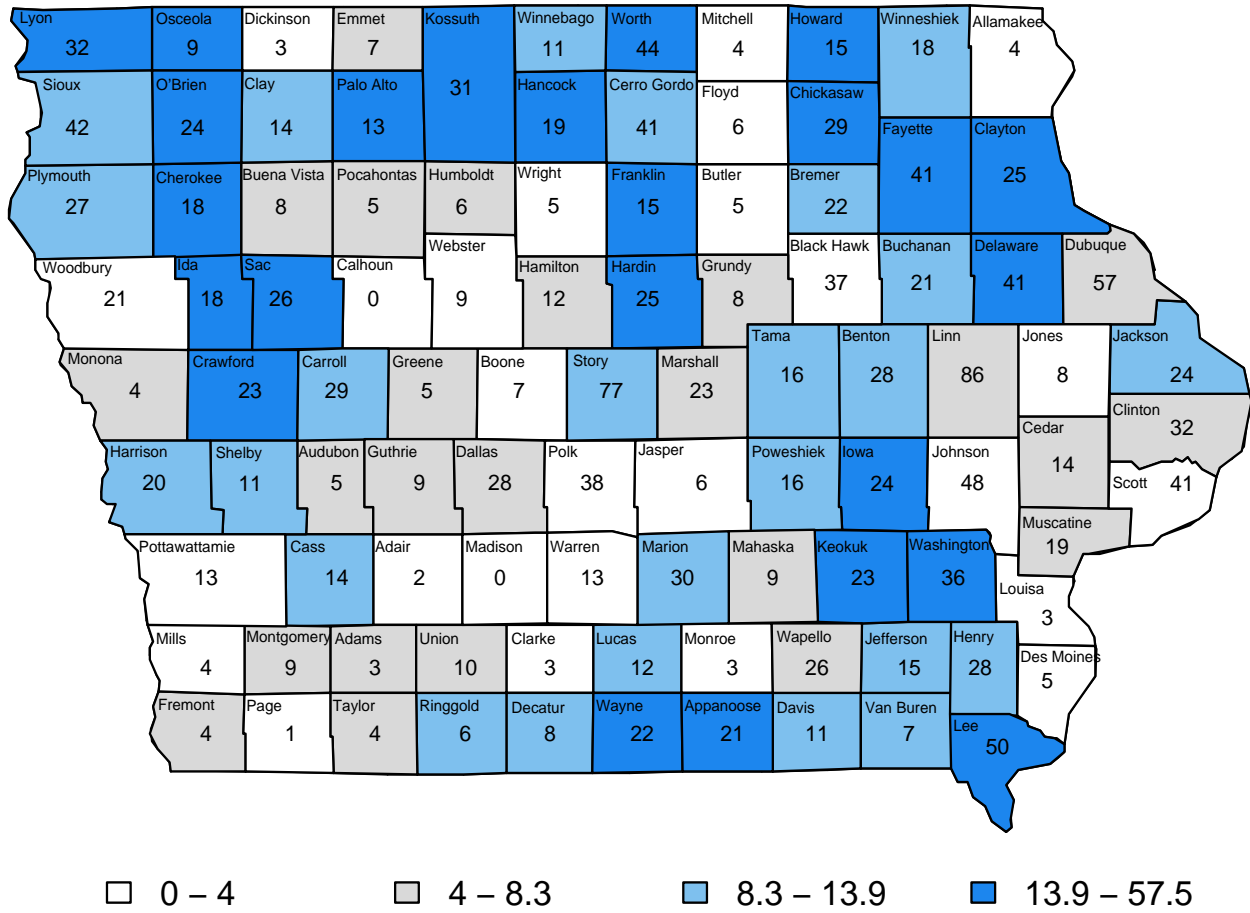 Lyon Osceola Dickinson Emmet Kossuth Winnebago Worth Mitchell Howard Winneshiek Allamakee
32 9 3 7 11 44 4 15 18 4
Sioux O'Brien Clay Palo Alto 31 Hancock Cerro Gordo Floyd Chickasaw
42 24 14 13 19 41 6 29
Fayette Clayton
Plymouth Cherokee Buena Vista Pocahontas Humboldt Wright Franklin Butler Bremer 41 25
27 18 8 5 6 5 15 5 22
Webster Black Hawk Buchanan Delaware Dubuque
Woodbury Ida Sac Calhoun Hamilton Hardin Grundy
21 18 26 0 9 12 25 8 37 21 41 57
Monona Crawford Carroll Greene Boone Story Marshall Tama Benton Linn Jones Jackson
4 23 29 5 7 77 23 16 28 86 8 24
Clinton
32
Harrison Shelby Audubon Guthrie Dallas Polk Jasper Poweshiek Iowa Johnson Cedar
20 11 5 9 28 38 6 16 24 48 14
Scott 41
Muscatine
19
Pottawattamie Cass Adair Madison Warren Marion Mahaska Keokuk Washington
13 14 2 0 13 30 9 23 36
Louisa
3
Mills Montgomery Adams Union Clarke Lucas Monroe Wapello Jefferson Henry Des Moines
4 9 3 10 3 12 3 26 15 28 5
Fremont Page Taylor Ringgold Decatur Wayne Appanoose Davis Van Buren Lee
4 1 4 6 8 22 21 11 7 50
0 – 4 4 – 8.3 8.3 – 13.9 13.9 – 57.5